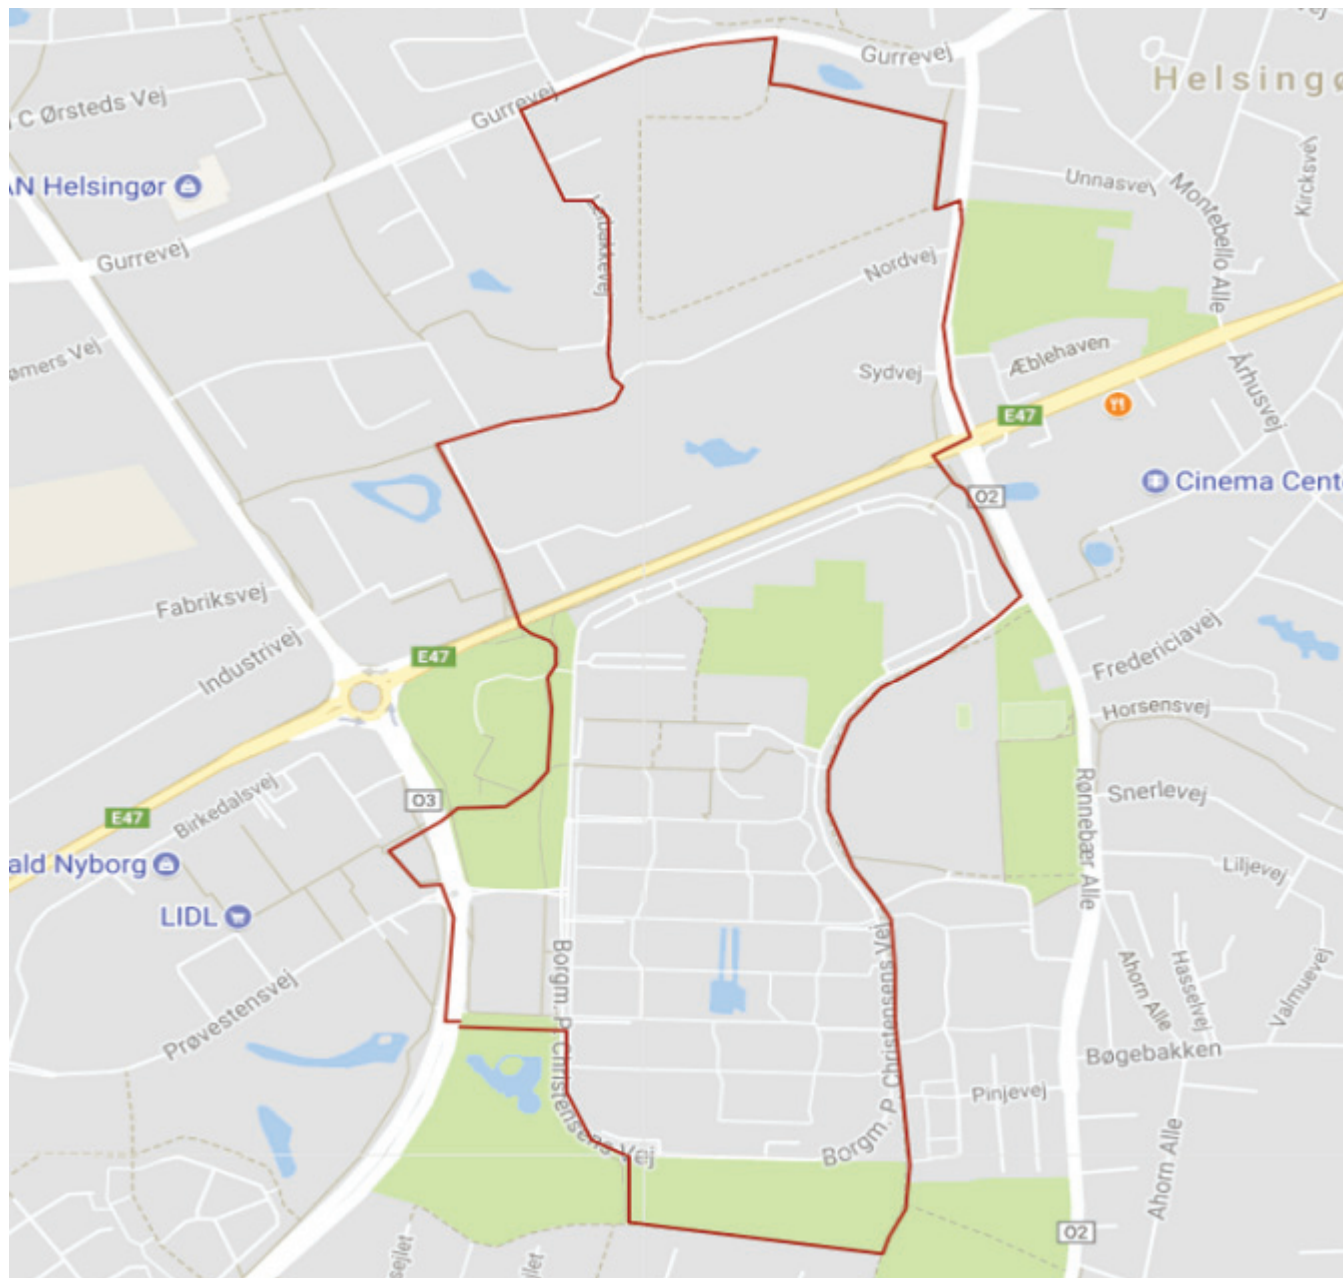 Gurrevej
Helsingø
C Ørsteds Vej
Gurrevej
Unnasvej
Kircksvej
AN Helsingør
Montebello Alle
Gurrevej
Nordvej
ømers Vej
Æblehaven
Sydvej
Århusvej
E47
Cinema Cent
O2
Fabriksvej
Industrivej
E47
Fredericiavej
Horsensvej
Rønnebær Alle
Snerlevej
O3
Birkedalsvej
E47
ald Nyborg
Liljevej
LIDL
Borgm. P. Christensens Vej
Borgm. P. Christensens Vej
Ahorn Alle
Hasselvej
Valmuevej
Prøvestensvej
Bøgebakken
Pinjevej
Ahorn Alle
O2
sejlet
jlet